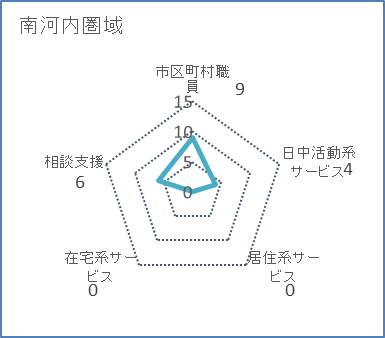 南河内圏域
市区町村職
員
9
15
10
5
0
日中活動系
サービス4
居住系サー
ビス
0
在宅系サー
ビス
0
相談支援
6